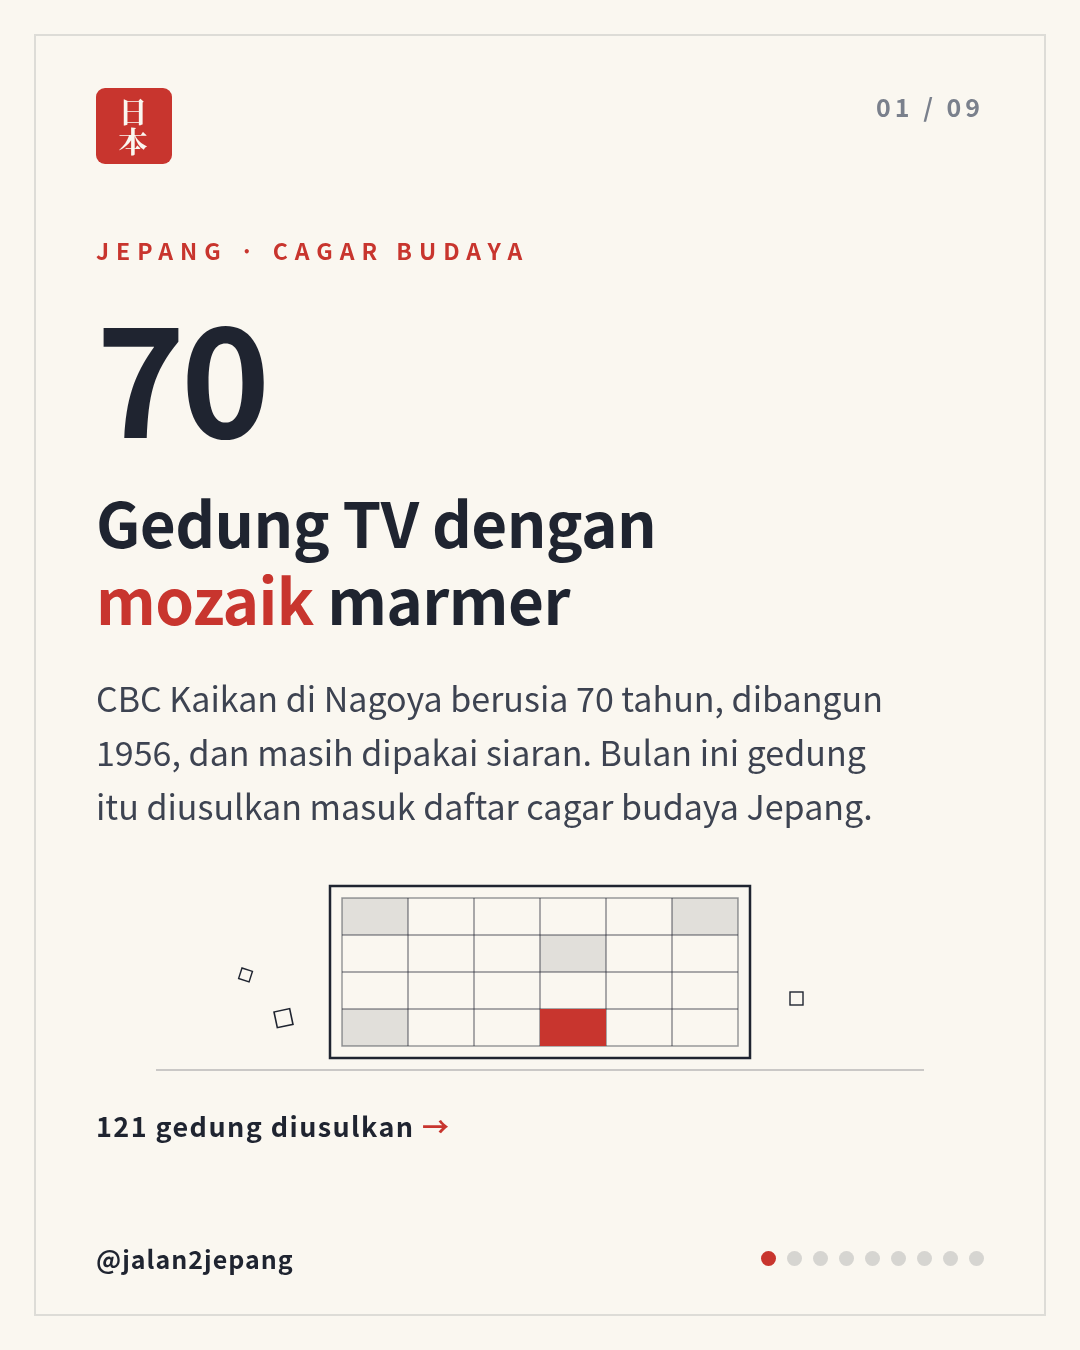 日本
01 / 09
JEPANG · CAGAR BUDAYA
70
Gedung TV dengan
mozaik marmer
CBC Kaikan di Nagoya berusia 70 tahun, dibangun
1956, dan masih dipakai siaran. Bulan ini gedung
itu diusulkan masuk daftar cagar budaya Jepang.
121 gedung diusulkan →
@jalan2jepang